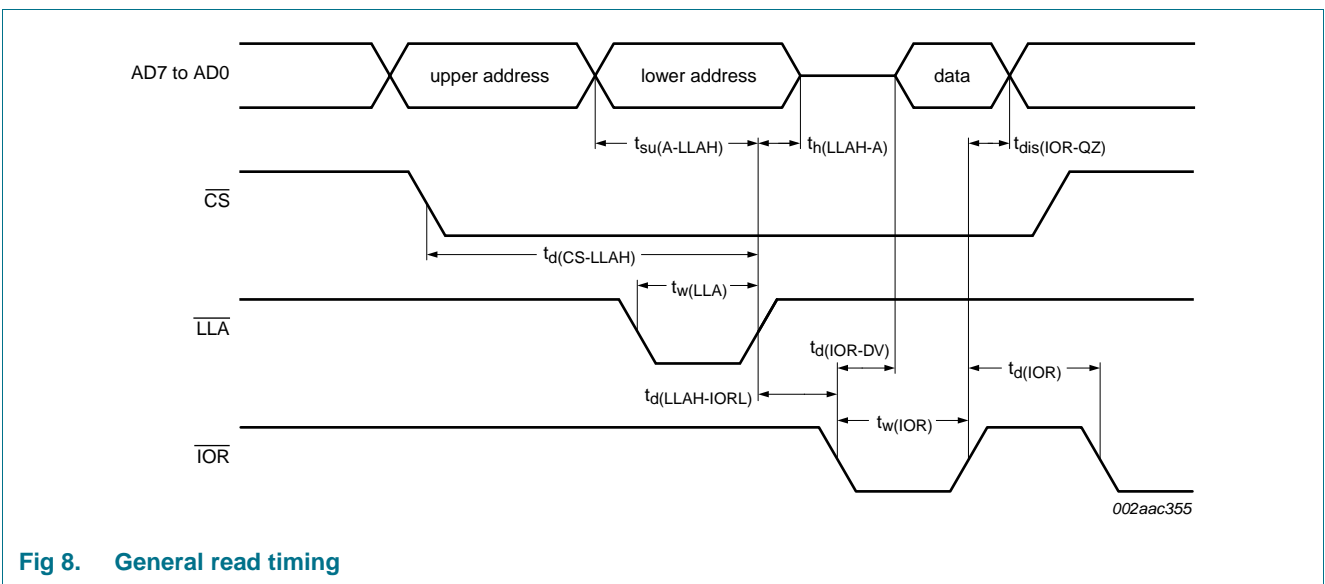 AD7 to AD0
upper address
lower address
data
tsu(A-LLAH)
th(LLAH-A)
tdis(IOR-QZ)
CS
td(CS-LLAH)
tw(LLA)
LLA
td(IOR-DV)
td(IOR)
td(LLAH-IORL)
tw(IOR)
IOR
002aac355
Fig 8. General read timing